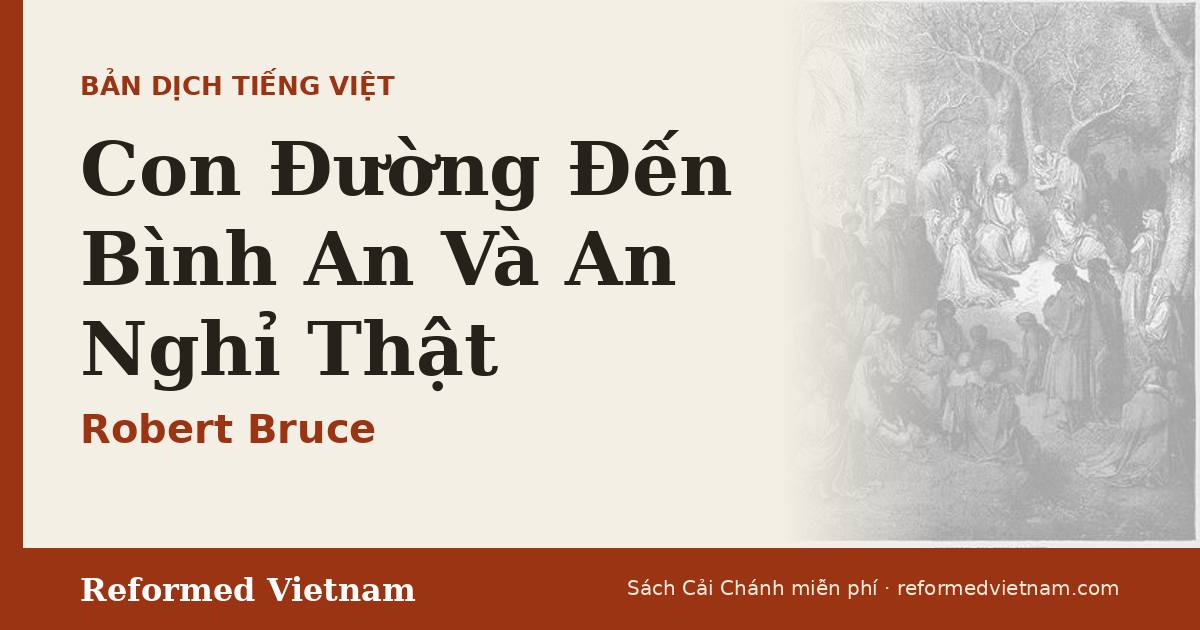 BẢN DỊCH TIẾNG VIỆT
Con Đường Đến
Bình An Và An
Nghỉ Thật
Robert Bruce
Reformed Vietnam
Sách Cải Chánh miễn phí · reformedvietnam.com